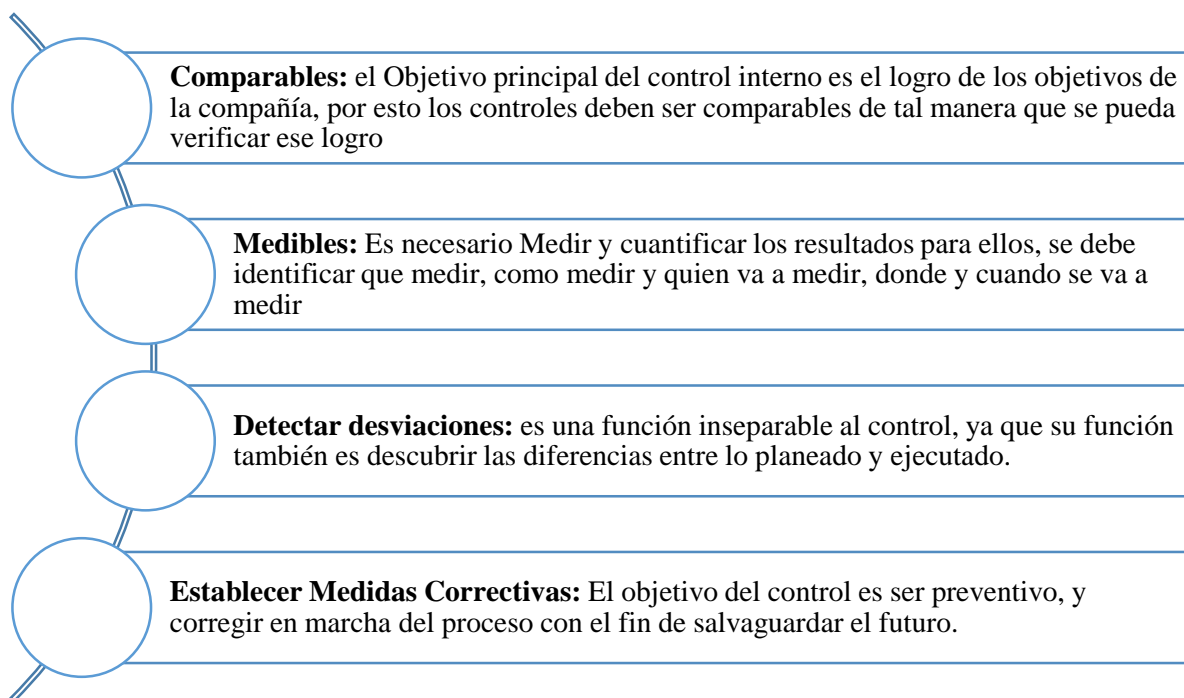 Comparables: el Objetivo principal del control interno es el logro de los objetivos de
la compañía, por esto los controles deben ser comparables de tal manera que se pueda
verificar ese logro
Medibles: Es necesario Medir y cuantificar los resultados para ellos, se debe
identificar que medir, como medir y quien va a medir, donde y cuando se va a
medir
Detectar desviaciones: es una función inseparable al control, ya que su función
también es descubrir las diferencias entre lo planeado y ejecutado.
Establecer Medidas Correctivas: El objetivo del control es ser preventivo, y
corregir en marcha del proceso con el fin de salvaguardar el futuro.